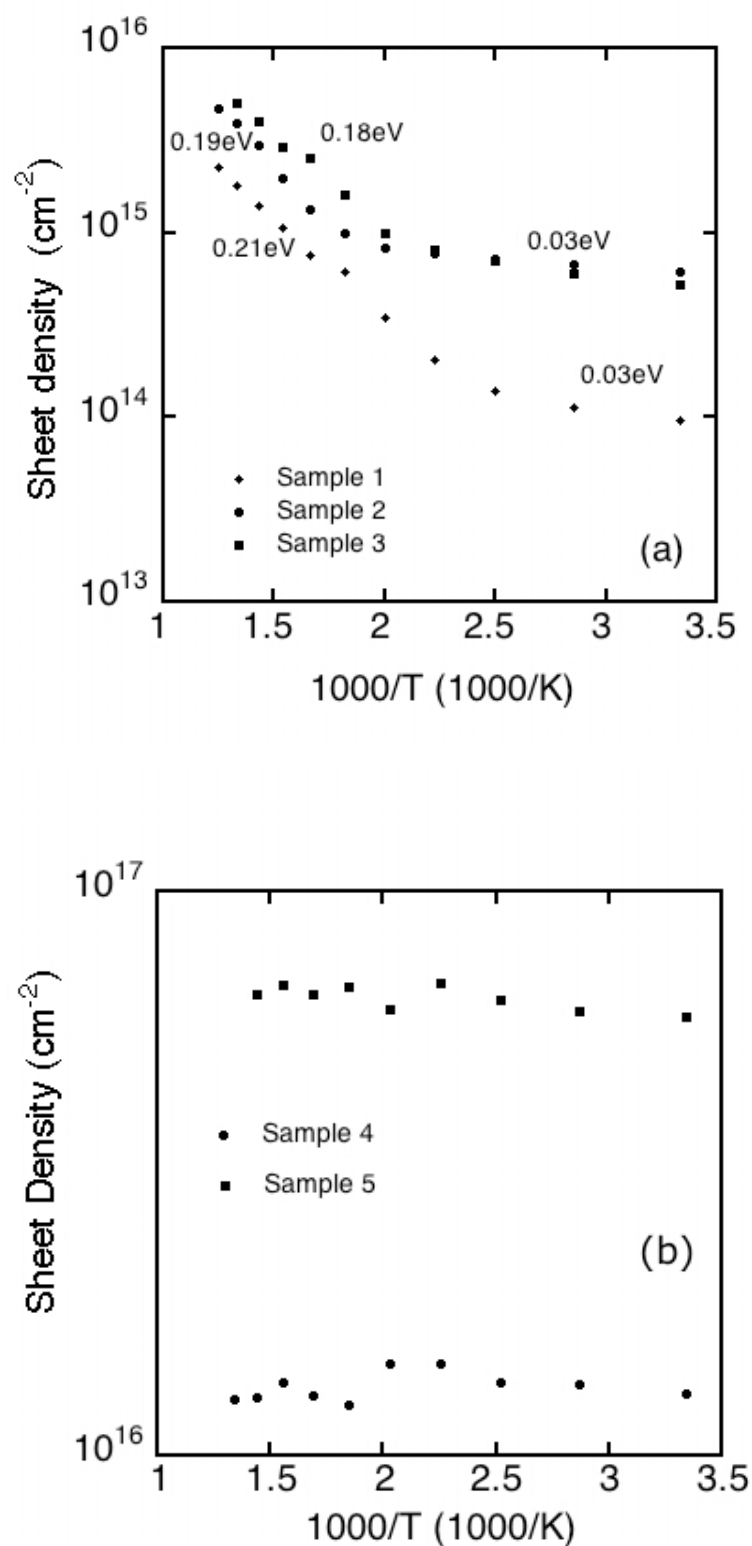 10^16
10^15
10^14
10^13
Sheet density (cm^-2)
0.19eV
0.18eV
0.21eV
0.03eV
0.03eV
Sample 1
Sample 2
Sample 3
(a)
1 1.5 2 2.5 3 3.5
1000/T (1000/K)
10^17
10^16
Sheet Density (cm^-2)
Sample 4
Sample 5
(b)
1 1.5 2 2.5 3 3.5
1000/T (1000/K)